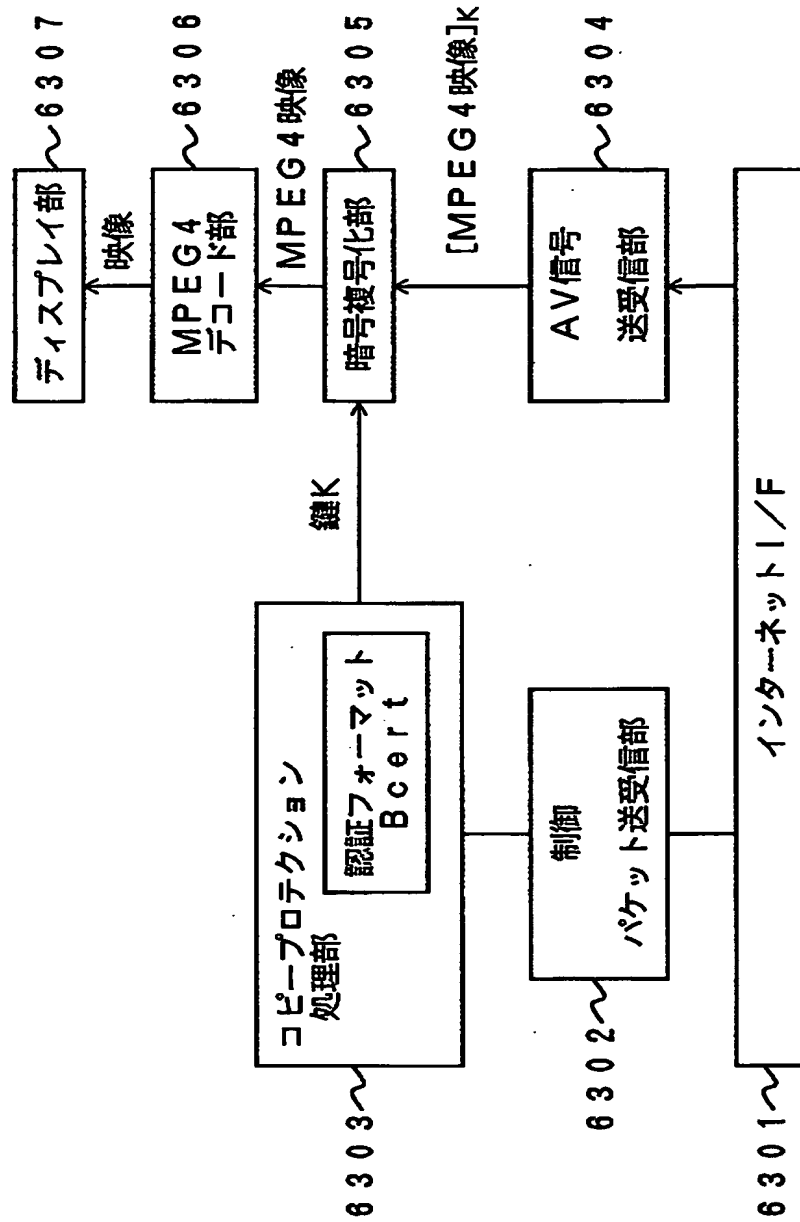 ディスプレイ部
6307
映像
MPEG4
デコード部
6306
MPEG4映像
暗号複号化部
6305
[MPEG4映像]K
AV信号
送受信部
6304
鍵K
コピープロテクション
処理部
認証フォーマット
Bcert
6303
制御
パケット送受信部
6302
インターネットI/F
6301